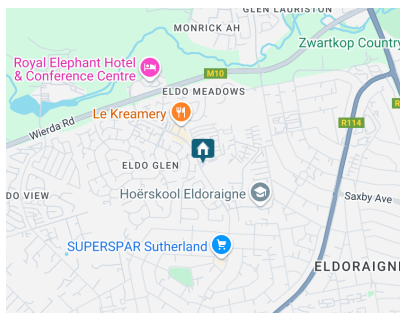 GLEN LAURISTON
MONRICK AH
Zwartkop Country
Royal Elephant Hotel
& Conference Centre
M10
ELDO MEADOWS
Le Kreamery
R114
Wierda Rd
ELDO GLEN
DO VIEW
Hoërskool Eldoraigne
Saxby Ave
SUPERSPAR Sutherland
ELDORAIGNE